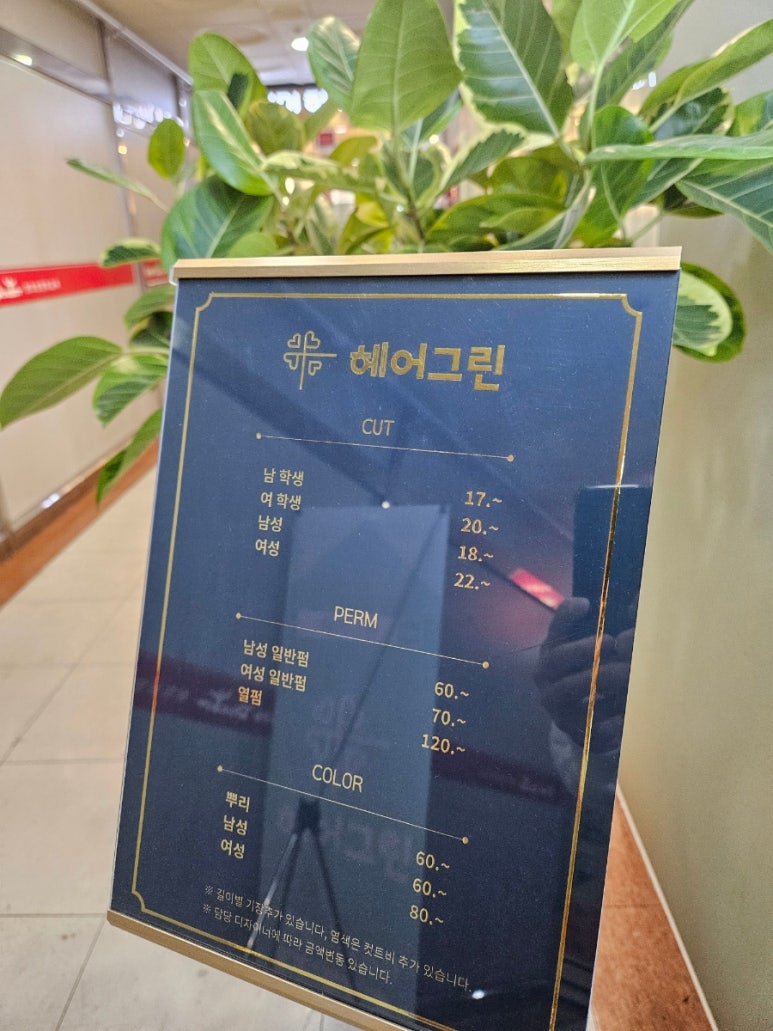 헤어그린
CUT
남 학생 17.~
여 학생 20.~
남성 18.~
여성 22.~
PERM
남성 일반펌 60.~
여성 일반펌 70.~
열펌 120.~
COLOR
뿌리 60.~
남성 60.~
여성 80.~
※ 길이별 기장추가 있습니다, 염색은 컷트비 추가 있습니다.
※ 담당 디자이너에 따라 금액변동 있습니다.